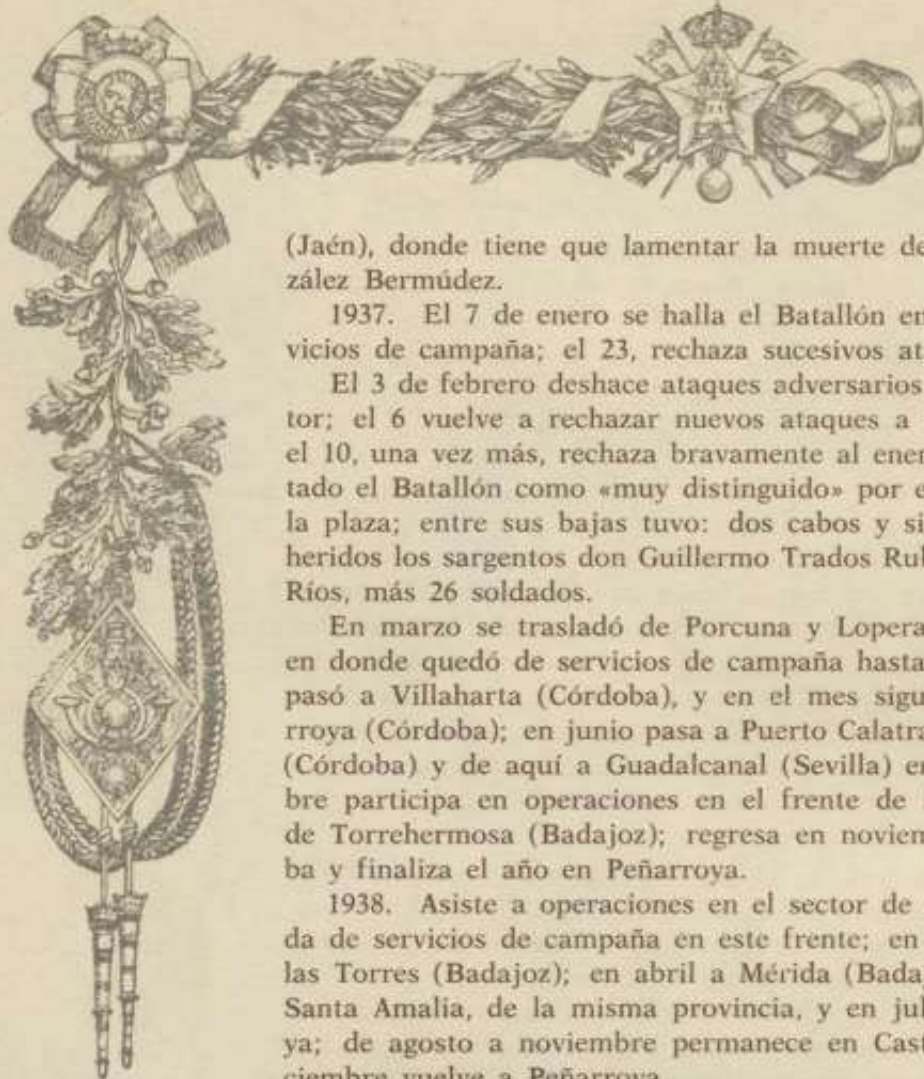 (Jaén), donde tiene que lamentar la muerte de
zález Bermúdez.
1937. El 7 de enero se halla el Batallón en
vicios de campaña; el 23, rechaza sucesivos at
El 3 de febrero deshace ataques adversarios
tor; el 6 vuelve a rechazar nuevos ataques a
el 10, una vez más, rechaza bravamente al ener
tado el Batallón como «muy distinguido» por e
la plaza; entre sus bajas tuvo: dos cabos y si
heridos los sargentos don Guillermo Trados Rul
Ríos, más 26 soldados.
En marzo se trasladó de Porcuna y Lopera
en donde quedó de servicios de campaña hasta
pasó a Villaharta (Córdoba), y en el mes sigu
rroya (Córdoba); en junio pasa a Puerto Calatra
(Córdoba) y de aquí a Guadalcanal (Sevilla) en
bre participa en operaciones en el frente de
de Torrehermosa (Badajoz); regresa en noviem
ba y finaliza el año en Peñarroya.
1938. Asiste a operaciones en el sector de
da de servicios de campaña en este frente; en
las Torres (Badajoz); en abril a Mérida (Bada
Santa Amalia, de la misma provincia, y en jul
ya; de agosto a noviembre permanece en Cast
ciembre vuelve a Peñarroya